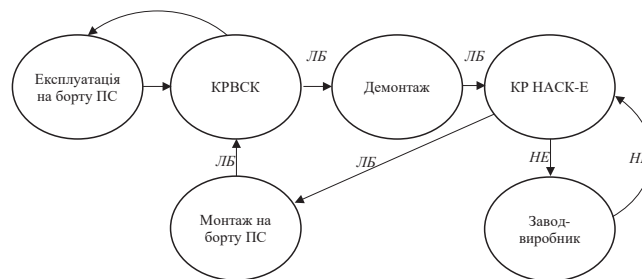 ЛБ
ЛБ
Експлуатація
на борту ПС
КРВСК
Демонтаж
КР НАСК-Е
ЛБ
ЛБ
НЕ
Монтаж на
борту ПС
Завод-
виробник